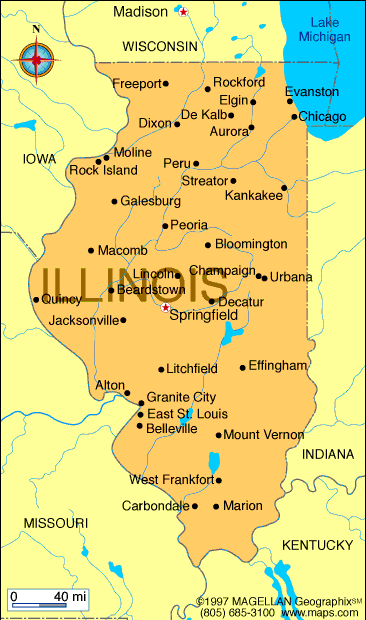 Madison
WISCONSIN
Lake
Michigan
N
Freeport
Rockford
Evanston
Elgin
De Kalb
Chicago
Dixon
Aurora
IOWA
Moline
Rock Island
Peru
Streator
Kankakee
Galesburg
Peoria
Bloomington
Macomb
Lincoln
Champaign
Urbana
ILLINOIS
Beardstown
Quincy
Decatur
Jacksonville
Springfield
Litchfield
Effingham
Alton
Granite City
East St. Louis
Belleville
Mount Vernon
INDIANA
West Frankfort
Carbondale
Marion
MISSOURI
KENTUCKY
0 40 mi
©1997 MAGELLAN Geographix℠
(805) 685-3100 www.maps.com